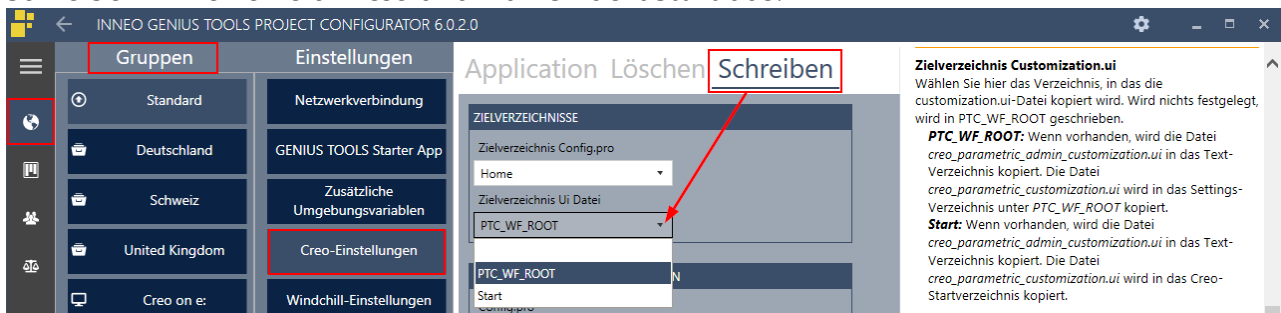 INNEO GENIUS TOOLS PROJECT CONFIGURATOR 6.0.2.0
Gruppen
Standard
Deutschland
Schweiz
United Kingdom
Creo on e:
Einstellungen
Netzwerkverbindung
GENIUS TOOLS Starter App
Zusätzliche
Umgebungsvariablen
Creo-Einstellungen
Windchill-Einstellungen
Application Löschen Schreiben
ZIELVERZEICHNISSE
Zielverzeichnis Config.pro
Home
Zielverzeichnis Ui Datei
PTC_WF_ROOT
PTC_WF_ROOT
N
Start
Config.pro
Zielverzeichnis Customization.ui
Wählen Sie hier das Verzeichnis, in das die
customization.ui-Datei kopiert wird. Wird nichts festgelegt,
wird in PTC_WF_ROOT geschrieben.
PTC_WF_ROOT: Wenn vorhanden, wird die Datei
creo_parametric_admin_customization.ui in das Text-
Verzeichnis kopiert. Die Datei
creo_parametric_customization.ui wird in das Settings-
Verzeichnis unter PTC_WF_ROOT kopiert.
Start: Wenn vorhanden, wird die Datei
creo_parametric_admin_customization.ui in das Text-
Verzeichnis kopiert. Die Datei
creo_parametric_customization.ui wird in das Creo-
Startverzeichnis kopiert.